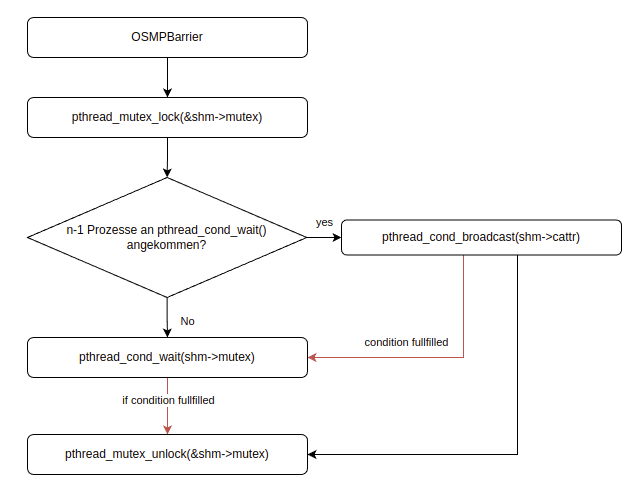 OSMPBarrier
pthread_mutex_lock(&shm->mutex)
n-1 Prozesse an pthread_cond_wait()
angekommen?
yes
pthread_cond_broadcast(shm->cattr)
No
condition fullfilled
pthread_cond_wait(shm->mutex)
if condition fullfilled
pthread_mutex_unlock(&shm->mutex)